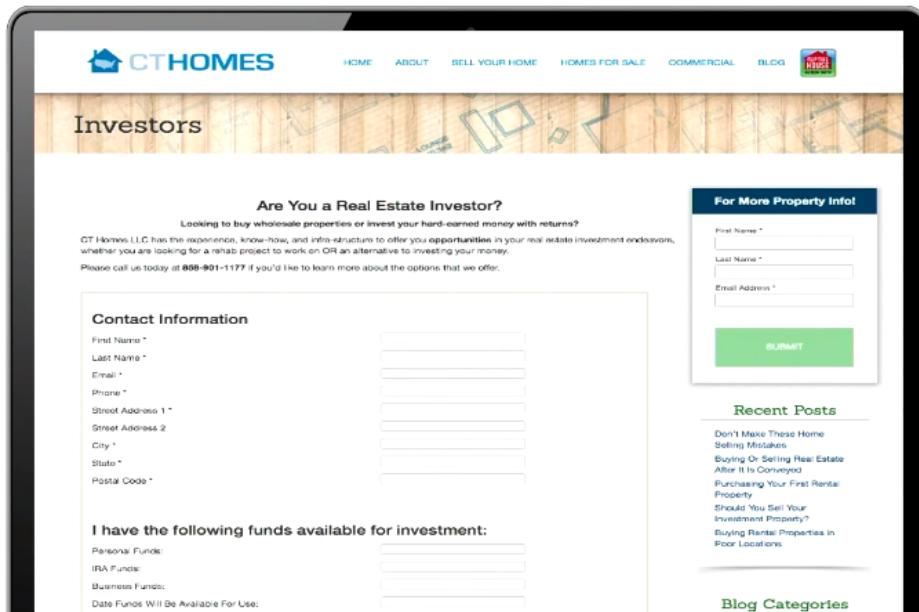 CTHOMES
HOME ABOUT SELL YOUR HOME HOMES FOR SALE COMMERCIAL BLOG
Investors
LOUNGE
Are You a Real Estate Investor?
Looking to buy wholesale properties or invest your hard-earned money with returns?
CT Homes LLC has the experience, know-how, and infra-structure to offer you opportunities in your real estate investment endeavors,
whether you are looking for a rehab project to work on OR an alternative to investing your money.
Please call us today at 858-901-1177 if you'd like to learn more about the options that we offer.
Contact Information
First Name *
Last Name *
Email *
Phone *
Street Address 1 *
Street Address 2
City *
State *
Postal Code *
I have the following funds available for investment:
Personal Funds:
IRA Funds:
Business Funds:
Date Funds Will Be Available For Use:
For More Property Info!
First Name *
Last Name *
Email Address *
SUBMIT
Recent Posts
Don't Make These Home
Selling Mistakes
Buying Or Selling Real Estate
After It Is Conveyed
Purchasing Your First Rental
Property
Should You Sell Your
Investment Property?
Buying Rental Properties in
Poor Locations
Blog Categories